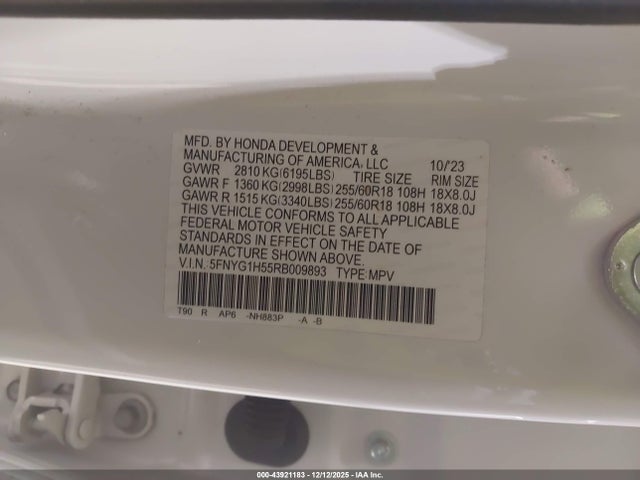 MFD. BY HONDA DEVELOPMENT &
MANUFACTURING OF AMERICA, LLC 10/'23
GVWR 2810 KG(6195LBS) TIRE SIZE RIM SIZE
GAWR F 1360 KG(2998LBS) 255/60R18 108H 18X8.0J
GAWR R 1515 KG(3340LBS) 255/60R18 108H 18X8.0J
THIS VEHICLE CONFORMS TO ALL APPLICABLE
FEDERAL MOTOR VEHICLE SAFETY
STANDARDS IN EFFECT ON THE DATE OF
MANUFACTURE SHOWN ABOVE.
V.I.N. 5FNYG1H55RB009893 TYPE:MPV
T90 R AP6 -NH883P -A -B
000-43921183 - 12/12/2025 - Copyright IAA, Inc.